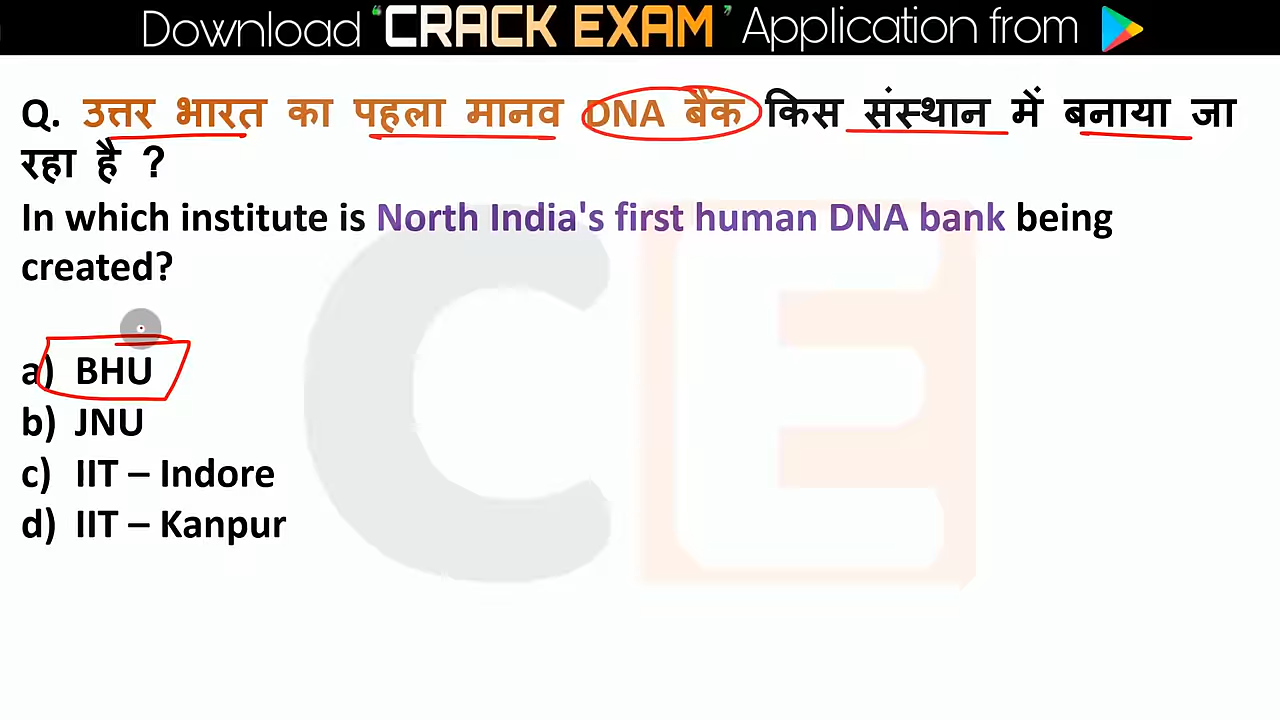 Download “CRACK EXAM” Application from
Q. उत्तर भारत का पहला मानव DNA बैंक किस संस्थान में बनाया जा
रहा है ?
In which institute is North India's first human DNA bank being
created?
a) BHU
b) JNU
c) IIT – Indore
d) IIT – Kanpur
CE